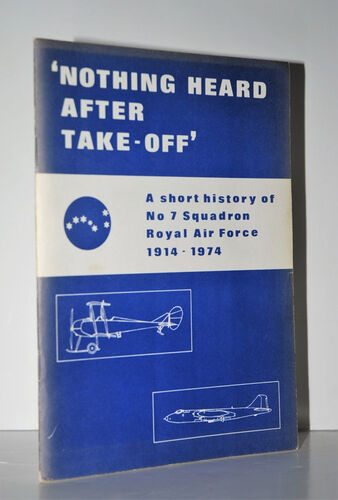 'NOTHING HEARD
AFTER
TAKE-OFF'
A short history of
No 7 Squadron
Royal Air Force
1914 - 1974